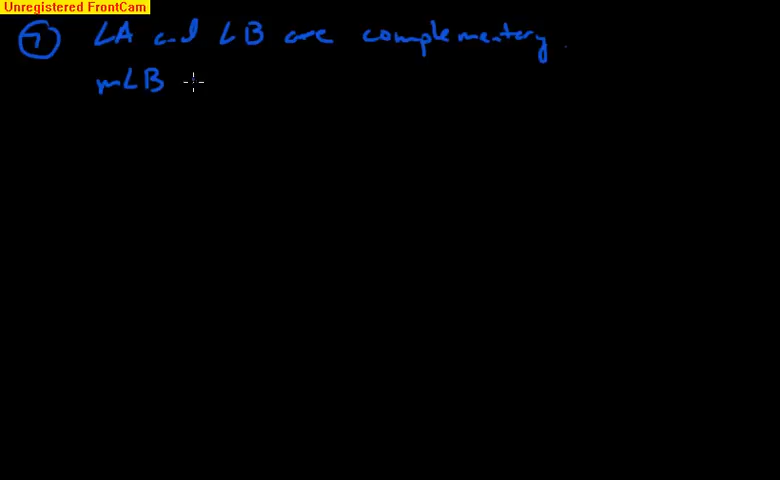 Unregistered FrontCam
7 ∠A and ∠B are complementary.
m∠B